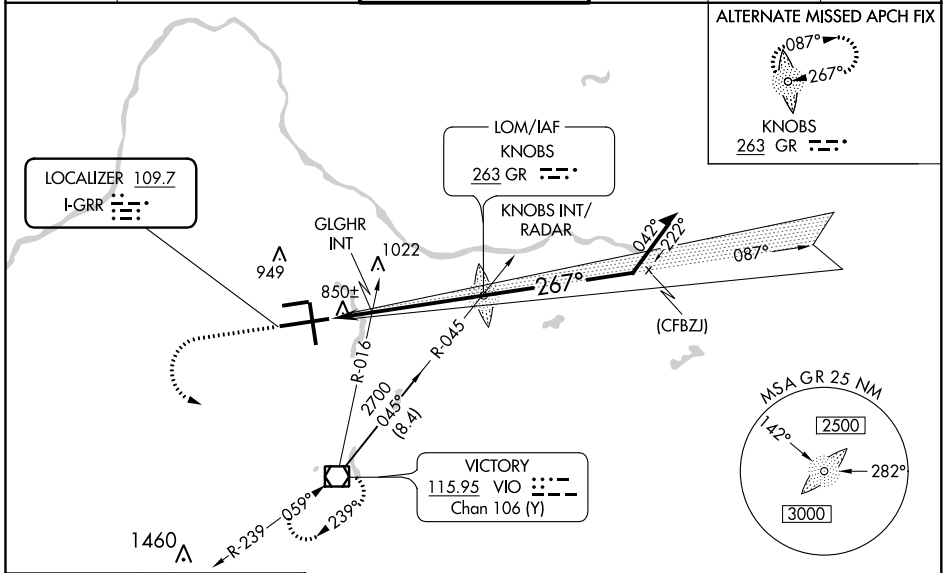 ALTERNATE MISSED APCH FIX
087°
267°
KNOBS
263 GR
LOM/IAF
KNOBS
263 GR
LOCALIZER 109.7
I-GRR
KNOBS INT/
RADAR
GLGHR
INT
1022
949
850±
042°
222°
087°
267°
(CFBZJ)
R-016
R-045
2700
045°
(8.4)
MSA GR 25 NM
142°
2500
282°
3000
VICTORY
115.95 VIO
Chan 106 (Y)
R-239
059°
239°
1460